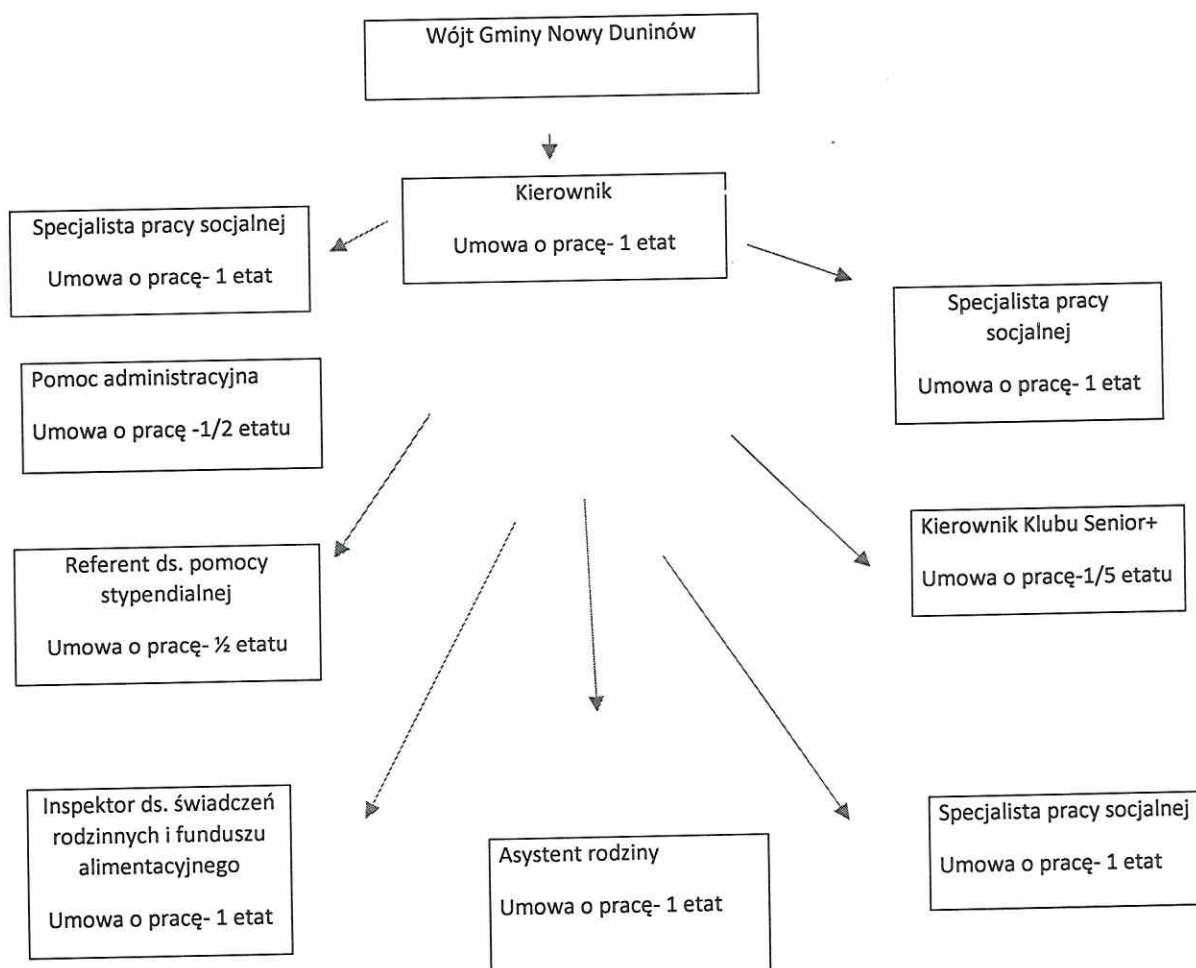 Wójt Gminy Nowy Duninów
Kierownik
Umowa o pracę- 1 etat
Specjalista pracy socjalnej
Umowa o pracę- 1 etat
Specjalista pracy
socjalnej
Umowa o pracę- 1 etat
Pomoc administracyjna
Umowa o pracę -1/2 etatu
Kierownik Klubu Senior+
Umowa o pracę-1/5 etatu
Referent ds. pomocy
stypendialnej
Umowa o pracę- ½ etatu
Inspektor ds. świadczeń
rodzinnych i funduszu
alimentacyjnego
Umowa o pracę- 1 etat
Asystent rodziny
Umowa o pracę- 1 etat
Specjalista pracy socjalnej
Umowa o pracę- 1 etat